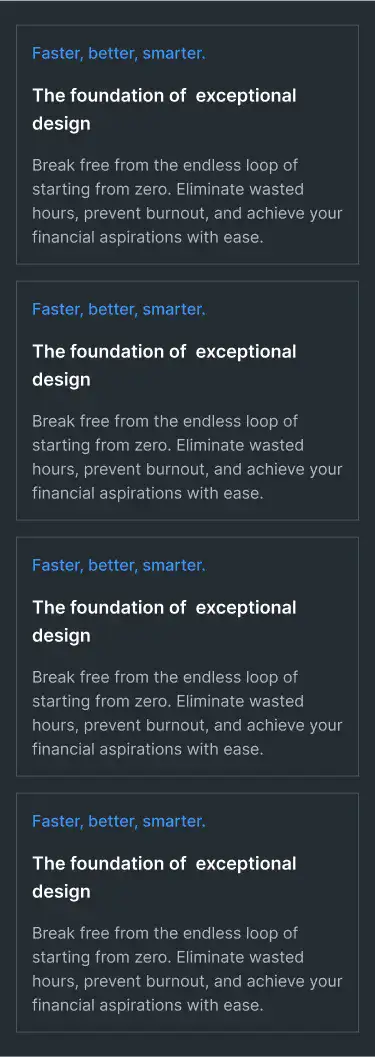 Faster, better, smarter.
The foundation of  exceptional
design
Break free from the endless loop of
starting from zero. Eliminate wasted
hours, prevent burnout, and achieve your
financial aspirations with ease.
Faster, better, smarter.
The foundation of  exceptional
design
Break free from the endless loop of
starting from zero. Eliminate wasted
hours, prevent burnout, and achieve your
financial aspirations with ease.
Faster, better, smarter.
The foundation of  exceptional
design
Break free from the endless loop of
starting from zero. Eliminate wasted
hours, prevent burnout, and achieve your
financial aspirations with ease.
Faster, better, smarter.
The foundation of  exceptional
design
Break free from the endless loop of
starting from zero. Eliminate wasted
hours, prevent burnout, and achieve your
financial aspirations with ease.